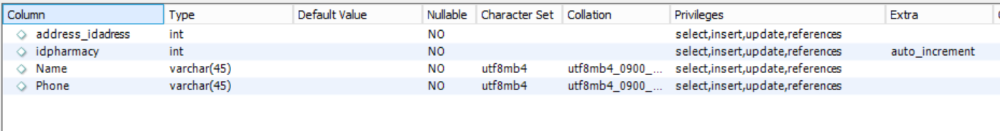 Column Type Default Value Nullable Character Set Collation Privileges Extra
address_idadress int NO select,insert,update,references
idpharmacy int NO select,insert,update,references auto_increment
Name varchar(45) NO utf8mb4 utf8mb4_0900_... select,insert,update,references
Phone varchar(45) NO utf8mb4 utf8mb4_0900_... select,insert,update,references